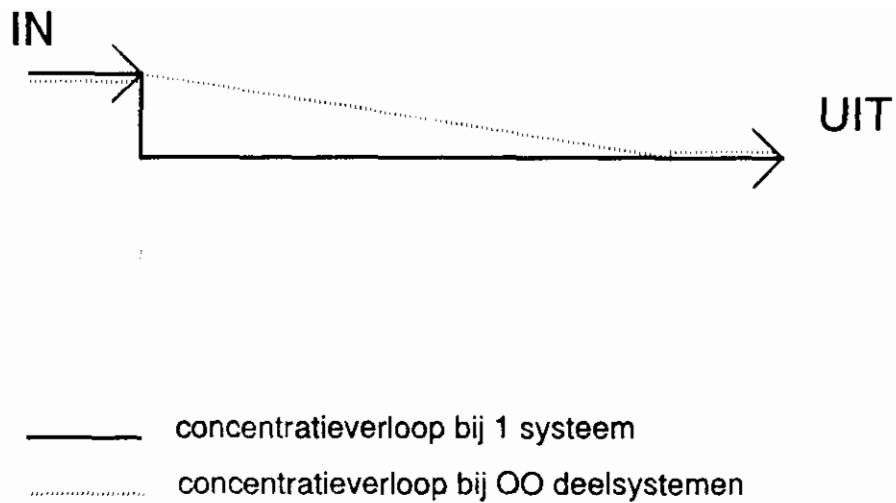 IN
UIT
concentratieverloop bij 1 systeem
concentratieverloop bij OO deelsystemen